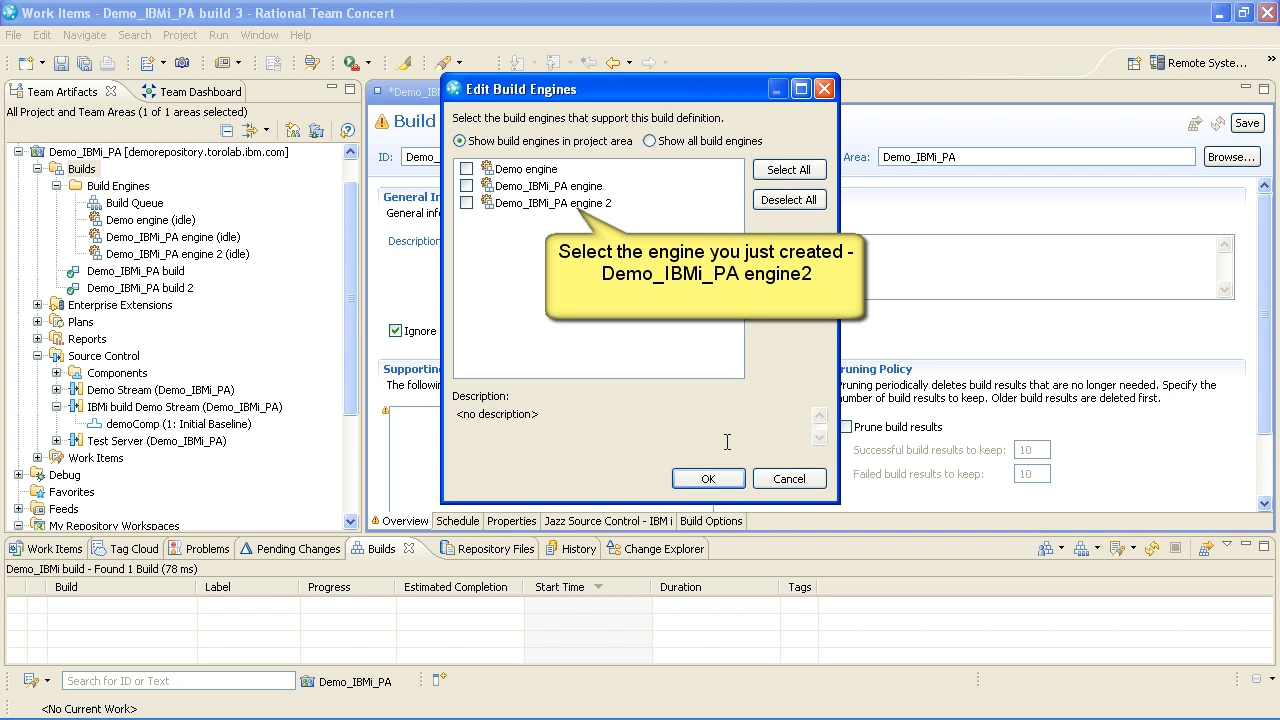 Work Items - Demo_IBMi_PA build 3 - Rational Team Concert
File Edit Navigate Search Project Run Window Help
Remote Syste...
Team Artifacts
Team Dashboard
All Project and Team Areas (1 of 1 areas selected)
Demo_IBMi_PA [demorepository.torolab.ibm.com]
Builds
Build Engines
Build Queue
Demo engine (idle)
Demo_IBMi_PA engine (idle)
Demo_IBMi_PA engine 2 (idle)
Demo_IBMi_PA build
Demo_IBMi_PA build 2
Enterprise Extensions
Plans
Reports
Source Control
Components
Demo Stream (Demo_IBMi_PA)
IBMi build Demo Stream (Demo_IBMi_PA)
(1: Initial Baseline)
Test Server (Demo_IBMi_PA)
Work Items
Debug
Favorites
Feeds
My Repository Workspaces
Build
Save
ID: Demo_
Area: Demo_IBMi_PA
Browse...
General In
General info
Description
Ignore
Supporting
The followin
Pruning Policy
Pruning periodically deletes build results that are no longer needed. Specify the
number of build results to keep. Older build results are deleted first.
Prune build results
Successful build results to keep: 10
Failed build results to keep: 10
Overview Schedule Properties Jazz Source Control - IBM i Build Options
Edit Build Engines
Select the build engines that support this build definition.
Show build engines in project area
Show all build engines
Demo engine
Demo_IBMi_PA engine
Demo_IBMi_PA engine 2
Select All
Deselect All
Select the engine you just created -
Demo_IBMi_PA engine2
Description:
<no description>
OK Cancel
Work Items Tag Cloud Problems Pending Changes Builds Repository Files History Change Explorer
Demo_IBMi build - Found 1 Build (78 ms)
Build Label Progress Estimated Completion Start Time Duration Tags
Search for ID or Text
Demo_IBMi_PA
<No Current Work>